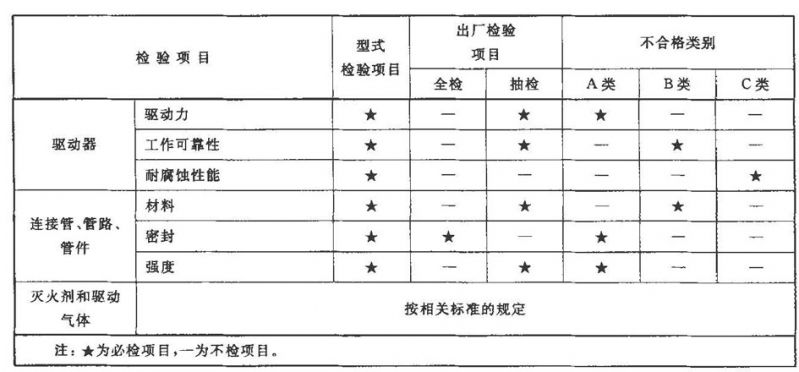 检验项目 型式检验项目 出厂检验项目 不合格类别
全检 抽检 A类 B类 C类
驱动器 驱动力 ★ — ★ ★ — —
工作可靠性 ★ — ★ — ★ —
耐腐蚀性能 ★ — — — — ★
连接管、管路、管件 材料 ★ — ★ — ★ —
密封 ★ ★ — ★ — —
强度 ★ — ★ ★ — —
灭火剂和驱动气体 按相关标准的规定
注:★为必检项目,—为不检项目。